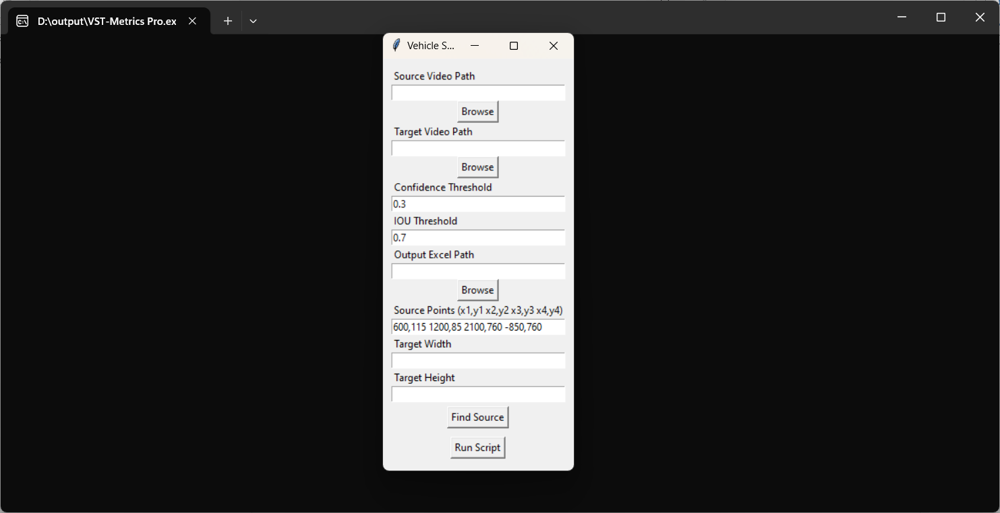 D:\output\VST-Metrics Pro.ex
Vehicle S...
Source Video Path
Browse
Target Video Path
Browse
Confidence Threshold
0.3
IOU Threshold
0.7
Output Excel Path
Browse
Source Points (x1,y1 x2,y2 x3,y3 x4,y4)
600,115 1200,85 2100,760 -850,760
Target Width
Target Height
Find Source
Run Script